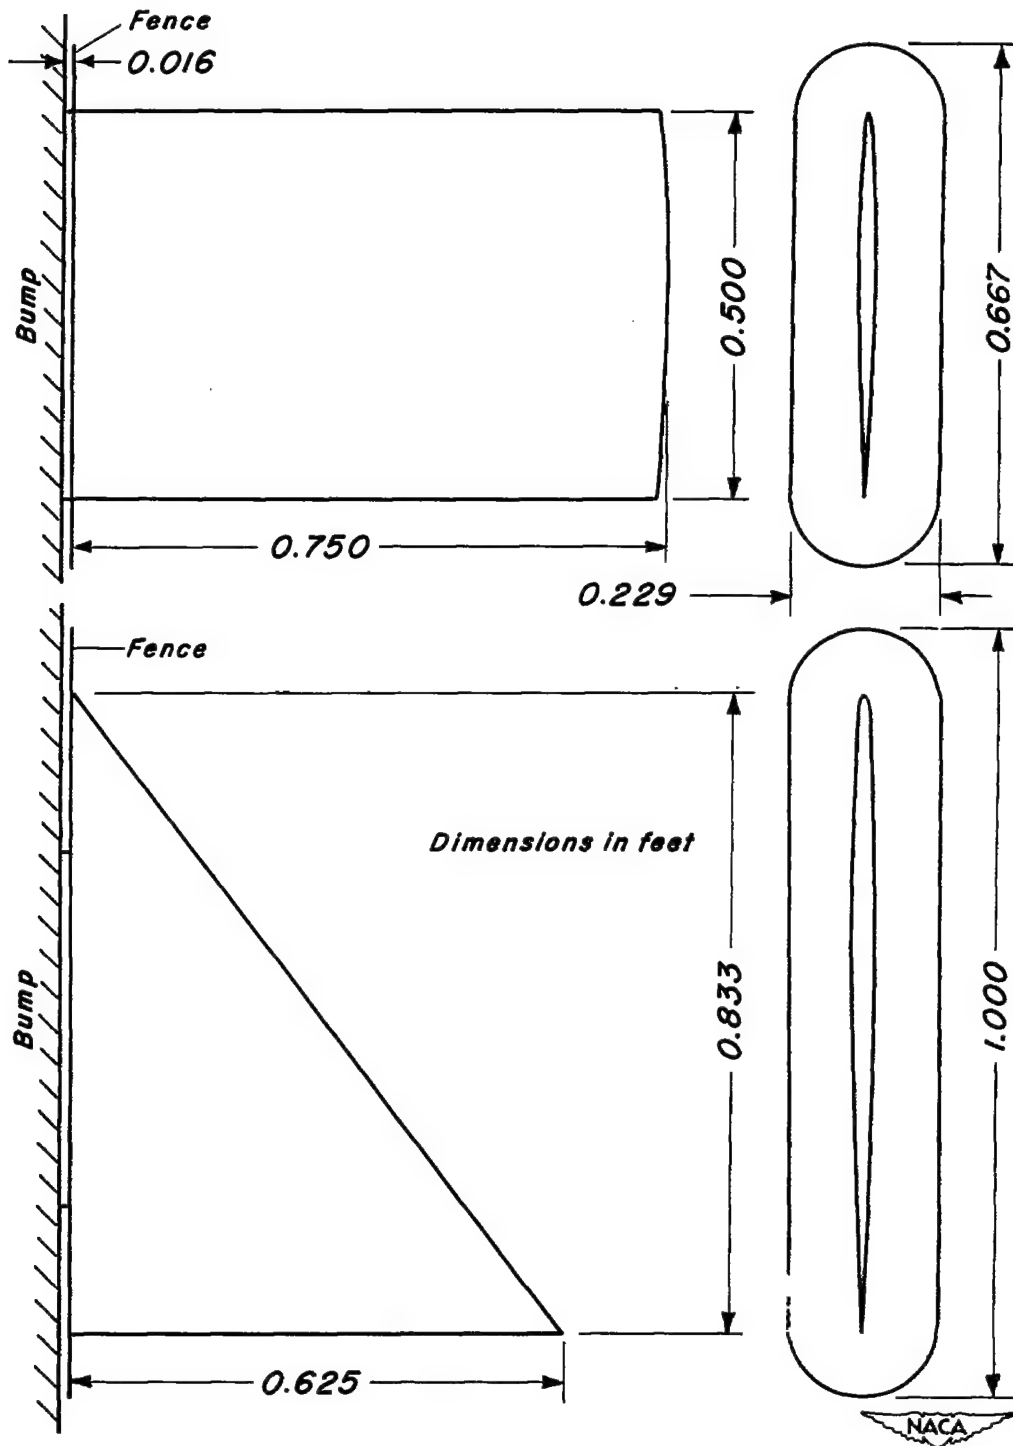 Fence
0.016
Bump
0.500
0.667
0.750
0.229
Fence
Dimensions in feet
Bump
0.833
1.000
0.625
NACA